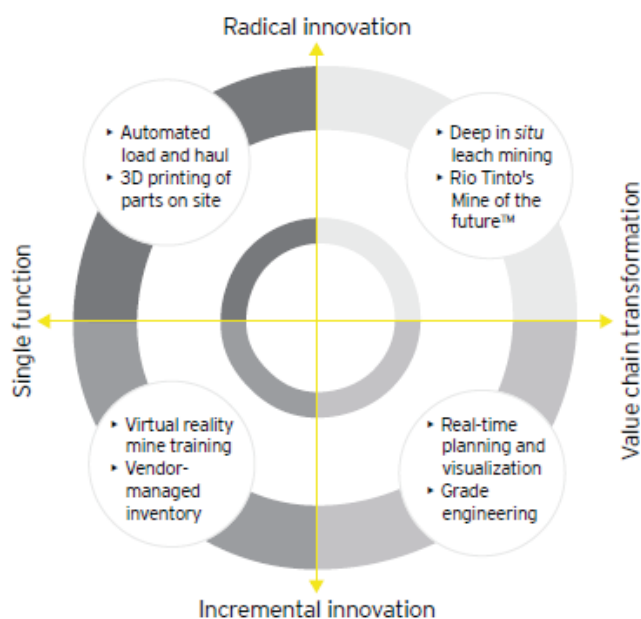 Radical innovation
‣ Automated
load and haul
‣ 3D printing of
parts on site
‣ Deep in situ
leach mining
‣ Rio Tinto's
Mine of the
future™
Single function
Value chain transformation
‣ Virtual reality
mine training
‣ Vendor-
managed
inventory
‣ Real-time
planning and
visualization
‣ Grade
engineering
Incremental innovation